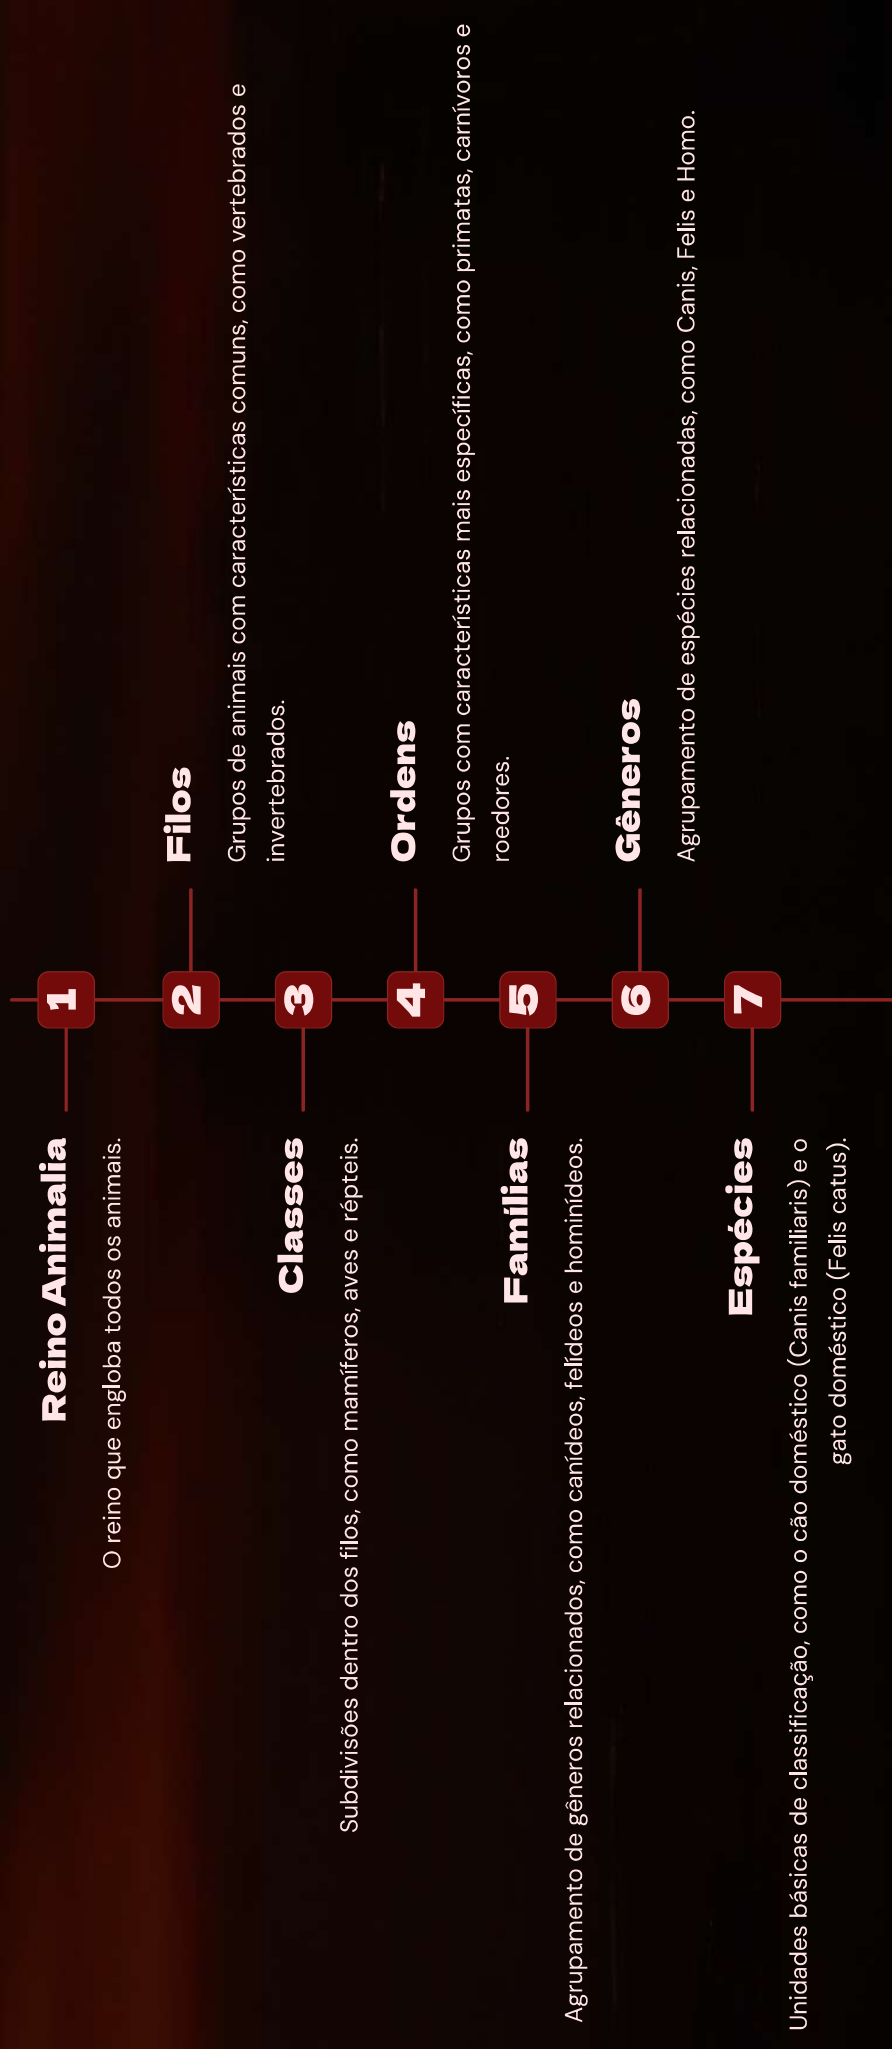 Reino Animalia
1
O reino que engloba todos os animais.
2
Filos
Grupos de animais com características comuns, como vertebrados e
invertebrados.
Classes
3
Subdivisões dentro dos filos, como mamíferos, aves e répteis.
4
Ordens
Grupos com características mais específicas, como primatas, carnívoros e
roedores.
Famílias
5
Agrupamento de gêneros relacionados, como canídeos, felídeos e hominídeos.
6
Gêneros
Agrupamento de espécies relacionadas, como Canis, Felis e Homo.
Espécies
7
Unidades básicas de classificação, como o cão doméstico (Canis familiaris) e o
gato doméstico (Felis catus).